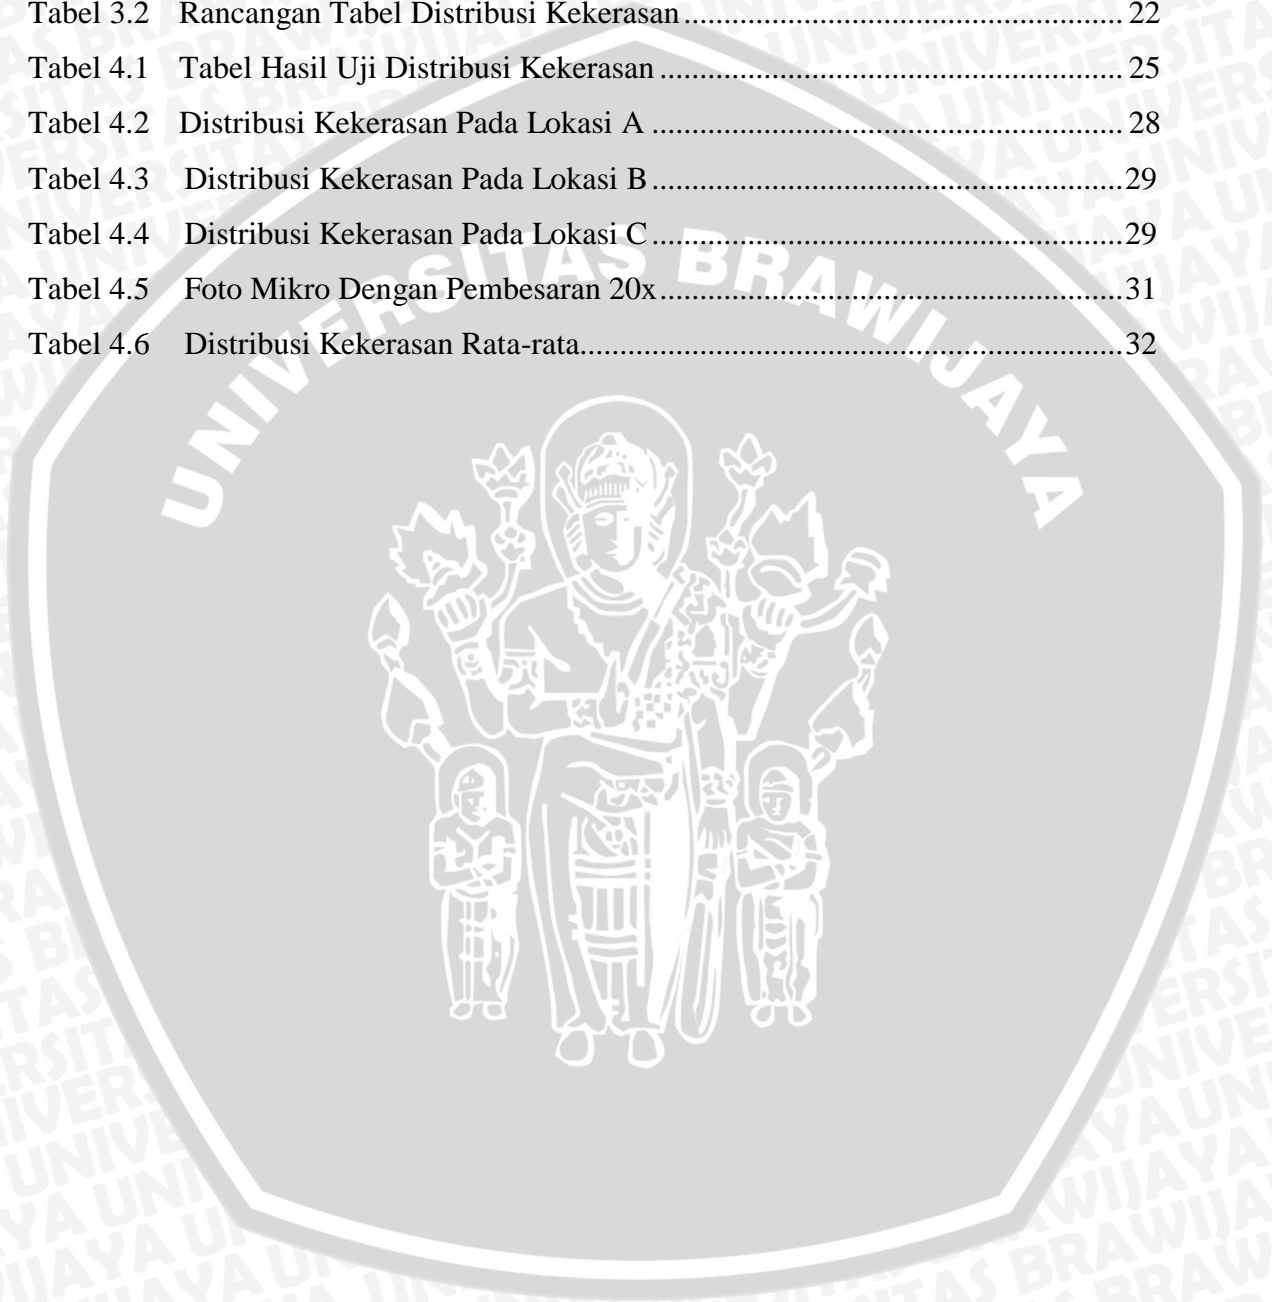 Tabel 3.2 Rancangan Tabel Distribusi Kekerasan........................................................ 22
Tabel 4.1 Tabel Hasil Uji Distribusi Kekerasan ........................................................... 25
Tabel 4.2 Distribusi Kekerasan Pada Lokasi A ............................................................ 28
Tabel 4.3 Distribusi Kekerasan Pada Lokasi B ............................................................29
Tabel 4.4 Distribusi Kekerasan Pada Lokasi C ............................................................29
Tabel 4.5 Foto Mikro Dengan Pembesaran 20x...........................................................31
Tabel 4.6 Distribusi Kekerasan Rata-rata.....................................................................32
UNIVERSITAS BRAWIJAYA